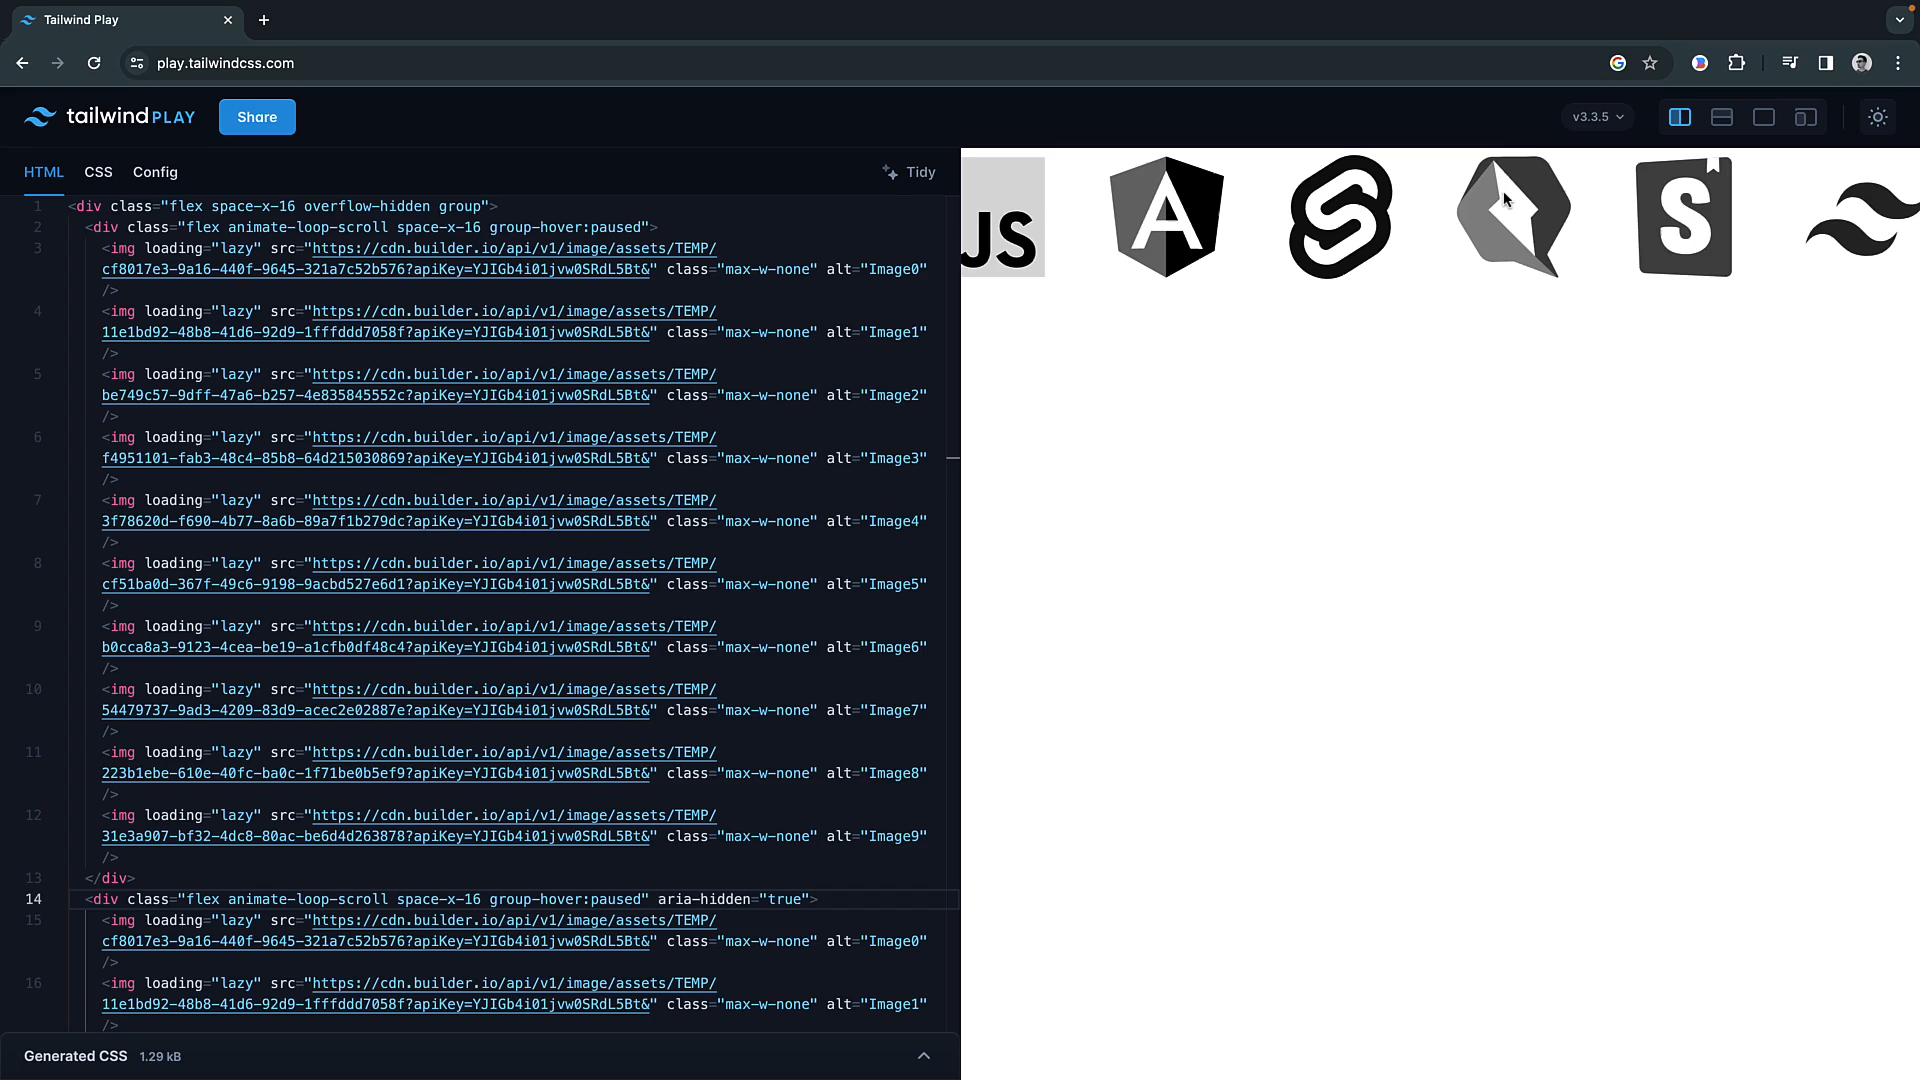 Tailwind Play
play.tailwindcss.com
tailwind PLAY
Share
v3.3.5
HTML CSS Config
Tidy
1 <div class="flex space-x-16 overflow-hidden group">
2 <div class="flex animate-loop-scroll space-x-16 group-hover:paused">
3 <img loading="lazy" src="https://cdn.builder.io/api/v1/image/assets/TEMP/
cf8017e3-9a16-440f-9645-321a7c52b576?apiKey=YJIGb4i01jvw0SRdL5Bt&" class="max-w-none" alt="Image0"
/>
4 <img loading="lazy" src="https://cdn.builder.io/api/v1/image/assets/TEMP/
11e1bd92-48b8-41d6-92d9-1fffddd7058f?apiKey=YJIGb4i01jvw0SRdL5Bt&" class="max-w-none" alt="Image1"
/>
5 <img loading="lazy" src="https://cdn.builder.io/api/v1/image/assets/TEMP/
be749c57-9dff-47a6-b257-4e835845552c?apiKey=YJIGb4i01jvw0SRdL5Bt&" class="max-w-none" alt="Image2"
/>
6 <img loading="lazy" src="https://cdn.builder.io/api/v1/image/assets/TEMP/
f4951101-fab3-48c4-85b8-64d215030869?apiKey=YJIGb4i01jvw0SRdL5Bt&" class="max-w-none" alt="Image3"
/>
7 <img loading="lazy" src="https://cdn.builder.io/api/v1/image/assets/TEMP/
3f78620d-f690-4b77-8a6b-89a7f1b279dc?apiKey=YJIGb4i01jvw0SRdL5Bt&" class="max-w-none" alt="Image4"
/>
8 <img loading="lazy" src="https://cdn.builder.io/api/v1/image/assets/TEMP/
cf51ba0d-367f-49c6-9198-9acbd527e6d1?apiKey=YJIGb4i01jvw0SRdL5Bt&" class="max-w-none" alt="Image5"
/>
9 <img loading="lazy" src="https://cdn.builder.io/api/v1/image/assets/TEMP/
b0cca8a3-9123-4cea-be19-a1cfb0df48c4?apiKey=YJIGb4i01jvw0SRdL5Bt&" class="max-w-none" alt="Image6"
/>
10 <img loading="lazy" src="https://cdn.builder.io/api/v1/image/assets/TEMP/
54479737-9ad3-4209-83d9-acec2e02887e?apiKey=YJIGb4i01jvw0SRdL5Bt&" class="max-w-none" alt="Image7"
/>
11 <img loading="lazy" src="https://cdn.builder.io/api/v1/image/assets/TEMP/
223b1ebe-610e-40fc-ba0c-1f71be0b5ef9?apiKey=YJIGb4i01jvw0SRdL5Bt&" class="max-w-none" alt="Image8"
/>
12 <img loading="lazy" src="https://cdn.builder.io/api/v1/image/assets/TEMP/
31e3a907-bf32-4dc8-80ac-be6d4d263878?apiKey=YJIGb4i01jvw0SRdL5Bt&" class="max-w-none" alt="Image9"
/>
13 </div>
14 <div class="flex animate-loop-scroll space-x-16 group-hover:paused" aria-hidden="true">
15 <img loading="lazy" src="https://cdn.builder.io/api/v1/image/assets/TEMP/
cf8017e3-9a16-440f-9645-321a7c52b576?apiKey=YJIGb4i01jvw0SRdL5Bt&" class="max-w-none" alt="Image0"
/>
16 <img loading="lazy" src="https://cdn.builder.io/api/v1/image/assets/TEMP/
11e1bd92-48b8-41d6-92d9-1fffddd7058f?apiKey=YJIGb4i01jvw0SRdL5Bt&" class="max-w-none" alt="Image1"
/>
Generated CSS 1.29 kB
JS
A
S